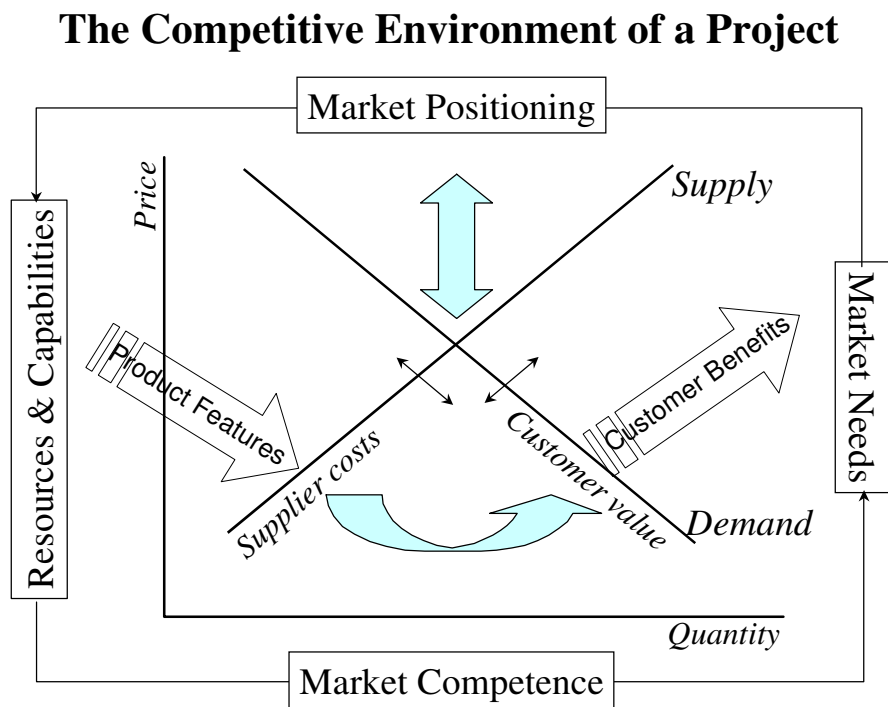 The Competitive Environment of a Project
Market Positioning
Price
Supply
Resources & Capabilities
Market Needs
Product Features
Customer Benefits
Supplier costs
Customer value
Demand
Quantity
Market Competence